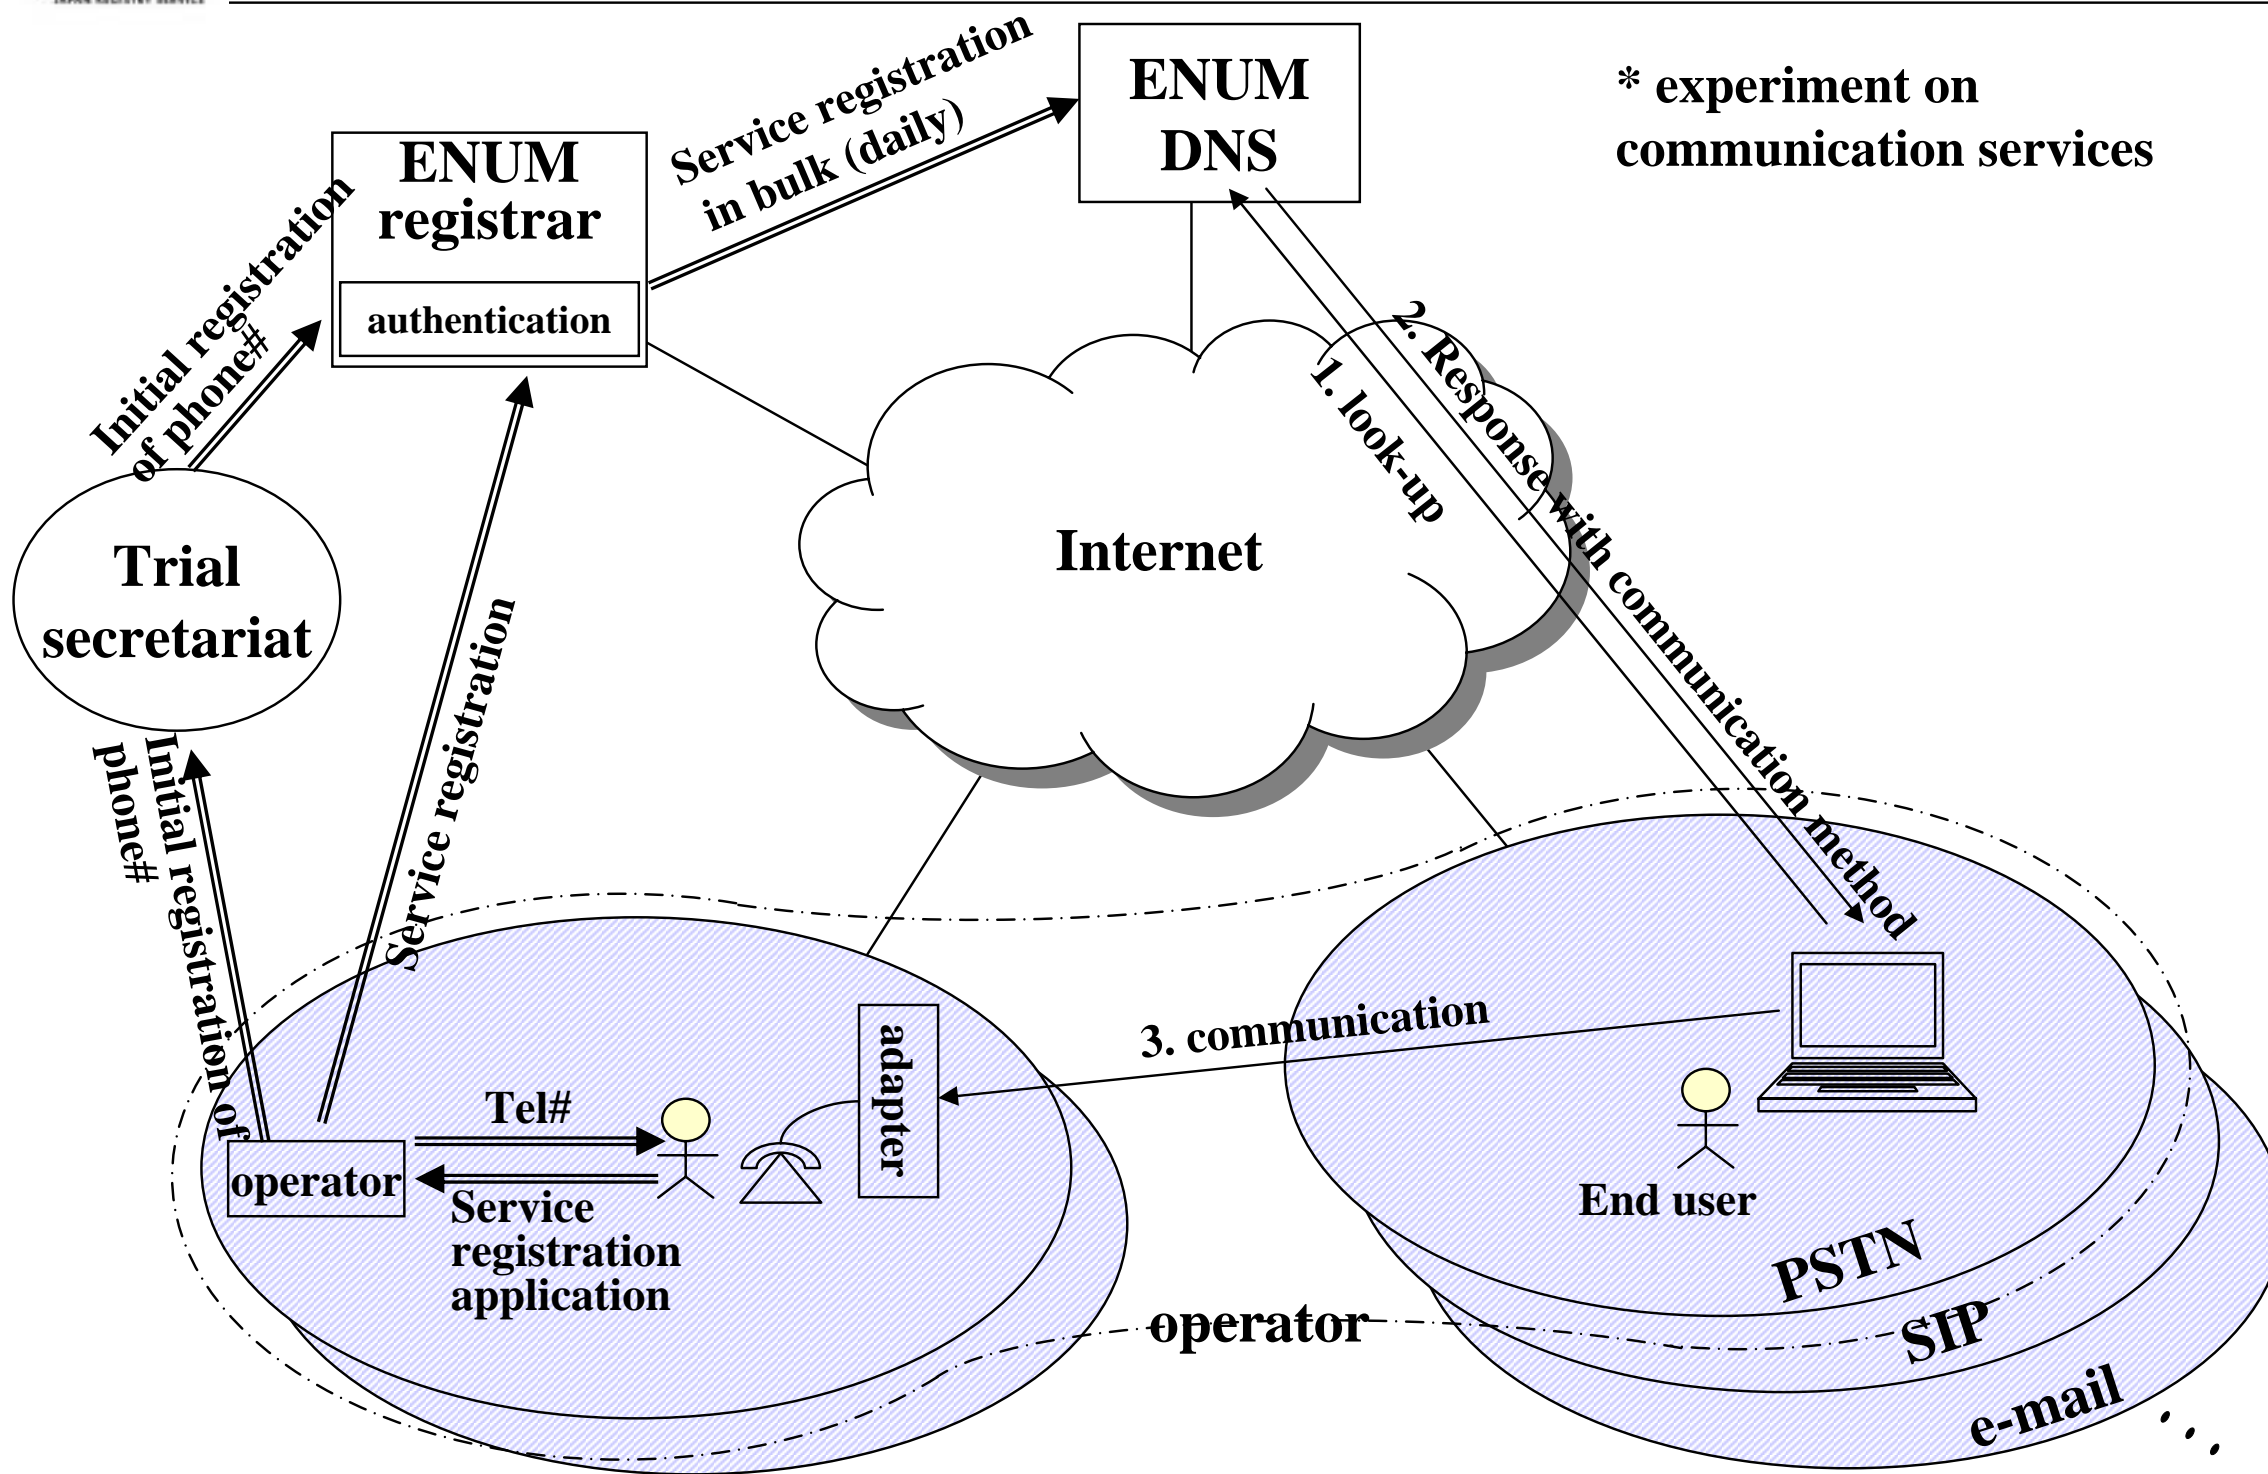 Service registration
in bulk (daily)
ENUM
DNS
* experiment on
communication services
ENUM
registrar
authentication
Initial registration
of phone#
2. Response with communication method
1. look-up
Internet
Trial
secretariat
Service registration
Initial registration of
phone#
3. communication
adapter
Tel#
operator
Service
registration
application
End user
PSTN
operator
SIP
e-mail
. . .